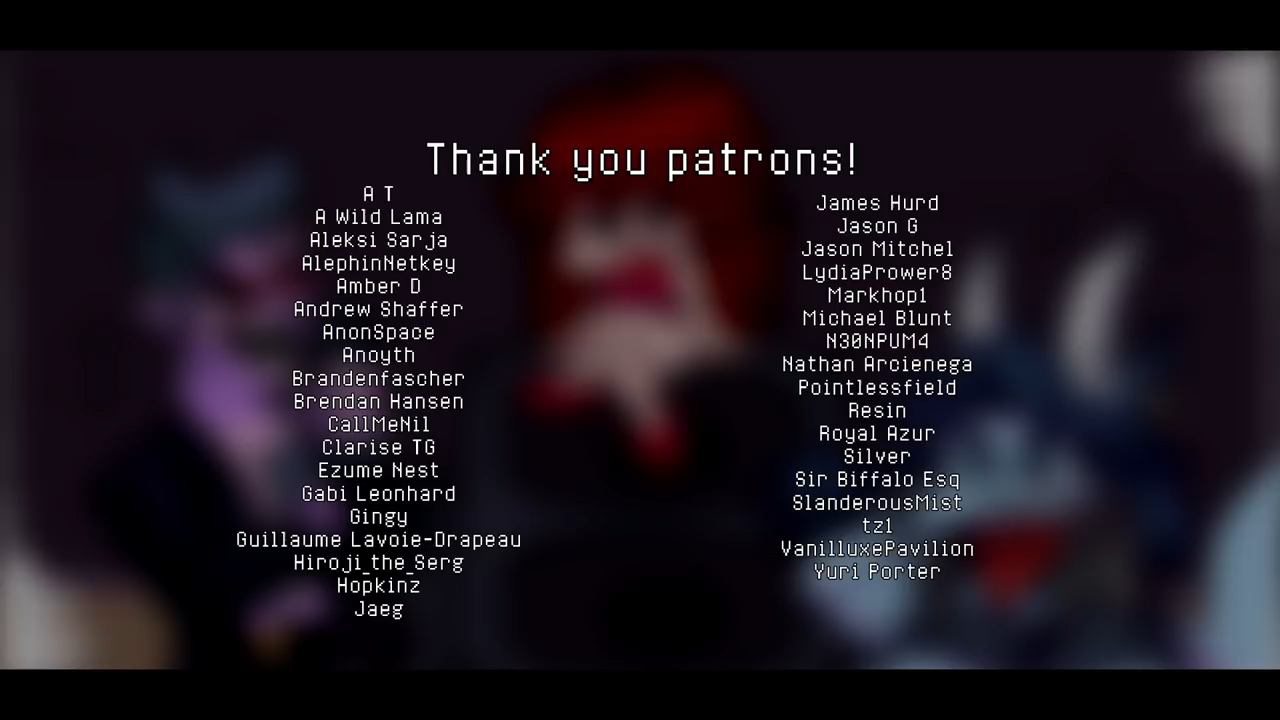 Thank you patrons!
A T
A Wild Lama
Aleksi Sarja
AlephinNetkey
Amber D
Andrew Shaffer
AnonSpace
Anoyth
Brandenfascher
Brendan Hansen
CallMeNil
Clarise TG
Ezume Nest
Gabi Leonhard
Gingy
Guillaume Lavoie-Drapeau
Hiroji_the_Serg
Hopkinz
Jaeg
James Hurd
Jason G
Jason Mitchel
LydiaPrower8
Markhop1
Michael Blunt
N30NPUM4
Nathan Arcienega
Pointlessfield
Resin
Royal Azur
Silver
Sir Biffalo Esq
SlanderousMist
tz1
VanilluxePavilion
Yuri Porter